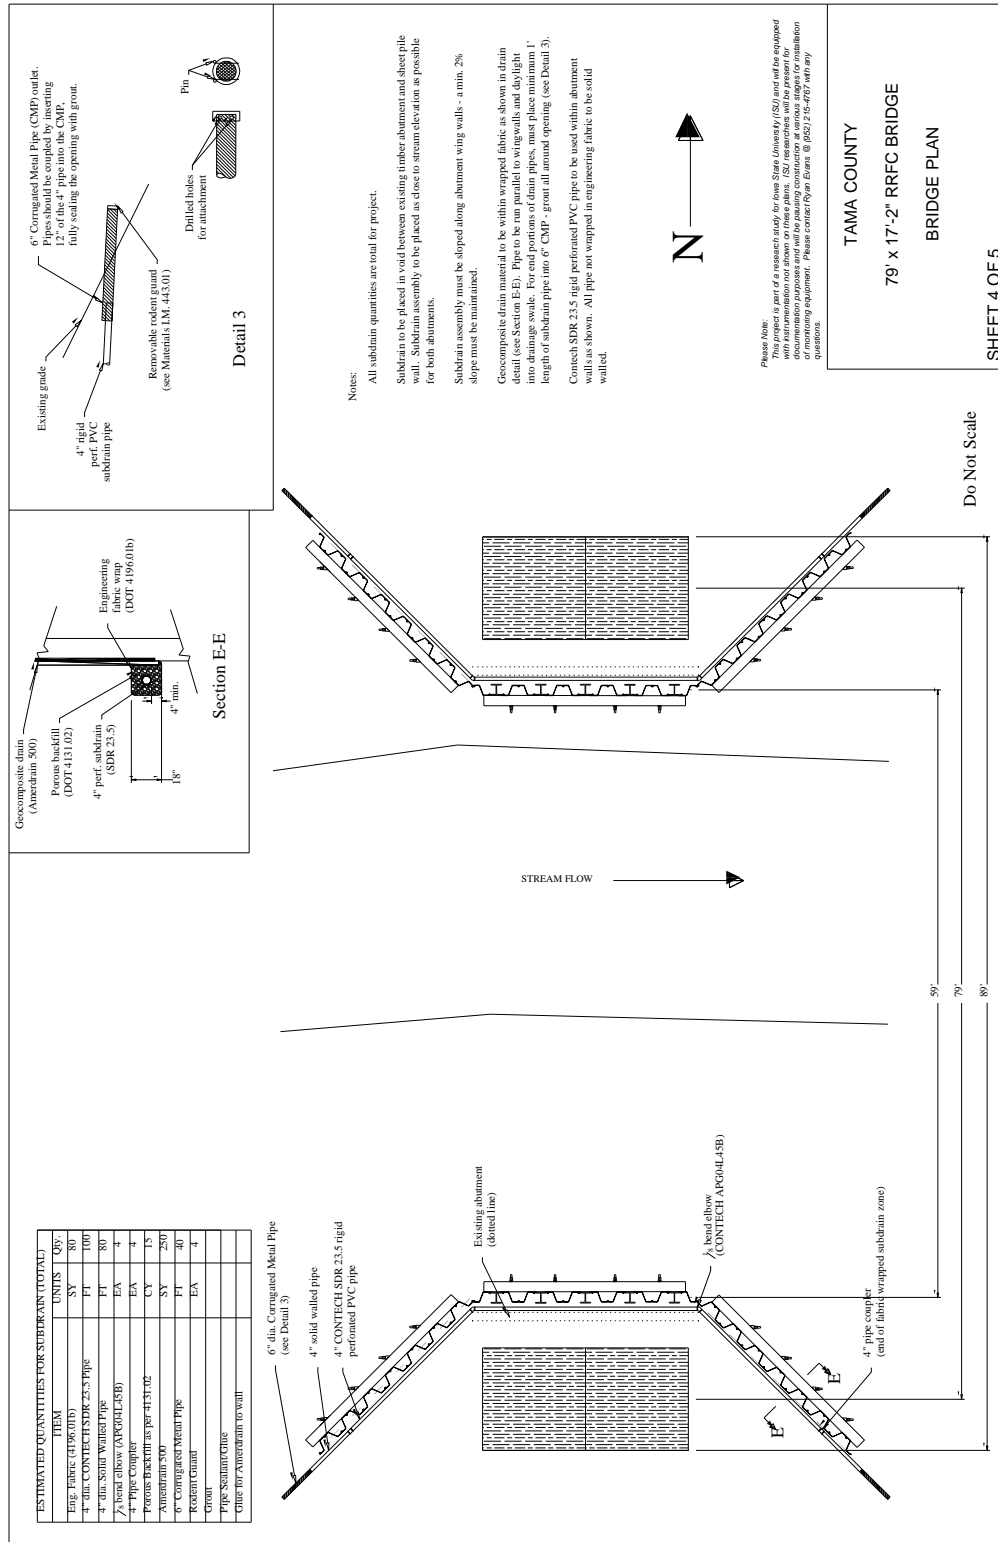 ESTIMATED QUANTITIES FOR SUBDRAIN (TOTAL)
ITEM UNITS Qty.
Eng. Fabric (4196.01b) SY 80
4" dia. CONTECH SDR 23.5 Pipe FT 100
4" dia. Solid Walled Pipe FT 80
⅛ bend elbow (APG04L45B) EA 4
4" Pipe Coupler EA 4
Porous Backfill as per 4131.02 CY 15
Amerdrain 500 SY 250
6" Corrugated Metal Pipe FT 40
Rodent Guard EA 4
Grout
Pipe Sealant/Glue
Glue for Amerdrain to wall
6" dia. Corrugated Metal Pipe
(see Detail 3)
4" solid walled pipe
4" CONTECH SDR 23.5 rigid
perforated PVC pipe
Existing abutment
(dotted line)
⅛ bend elbow
(CONTECH APG04L45B)
4" pipe coupler
(end of fabric wrapped subdrain zone)
E
E
STREAM FLOW
59'
79'
89'
Geocomposite drain
(Amerdrain 500)
Porous backfill
(DOT 4131.02)
4" perf. subdrain
(SDR 23.5)
Engineering
fabric wrap
(DOT 4196.01b)
4" min.
18"
Section E-E
6" Corrugated Metal Pipe (CMP) outlet.
Pipes should be coupled by inserting
12" of the 4" pipe into the CMP,
fully sealing the opening with grout.
Existing grade
4" rigid
perf. PVC
subdrain pipe
Removable rodent guard
(see Materials I.M. 443.01)
Drilled holes
for attachment
Pin
Detail 3
Notes:
All subdrain quantities are total for project.
Subdrain to be placed in void between existing timber abutment and sheet pile
wall. Subdrain assembly to be placed as close to stream elevation as possible
for both abutments.
Subdrain assembly must be sloped along abutment wing walls - a min. 2%
slope must be maintained.
Geocomposite drain material to be within wrapped fabric as shown in drain
detail (see Section E-E). Pipe to be run parallel to wingwalls and daylight
into drainage swale. For end portions of drain pipes, must place minimum 1'
length of subdrain pipe into 6" CMP - grout all around opening (see Detail 3).
Contech SDR 23.5 rigid perforated PVC pipe to be used within abutment
walls as shown. All pipe not wrapped in engineering fabric to be solid
walled.
N
Do Not Scale
Please Note:
This project is part of a research study for Iowa State University (ISU) and will be equipped
with instrumentation not shown on these plans. ISU researchers will be present for
documentation purposes and will be pausing construction at various stages for installation
of monitoring equipment. Please contact Ryan Evans @ (952) 215-4767 with any
questions.
TAMA COUNTY
79' x 17'-2" RRFC BRIDGE
BRIDGE PLAN
SHEET 4 OF 5